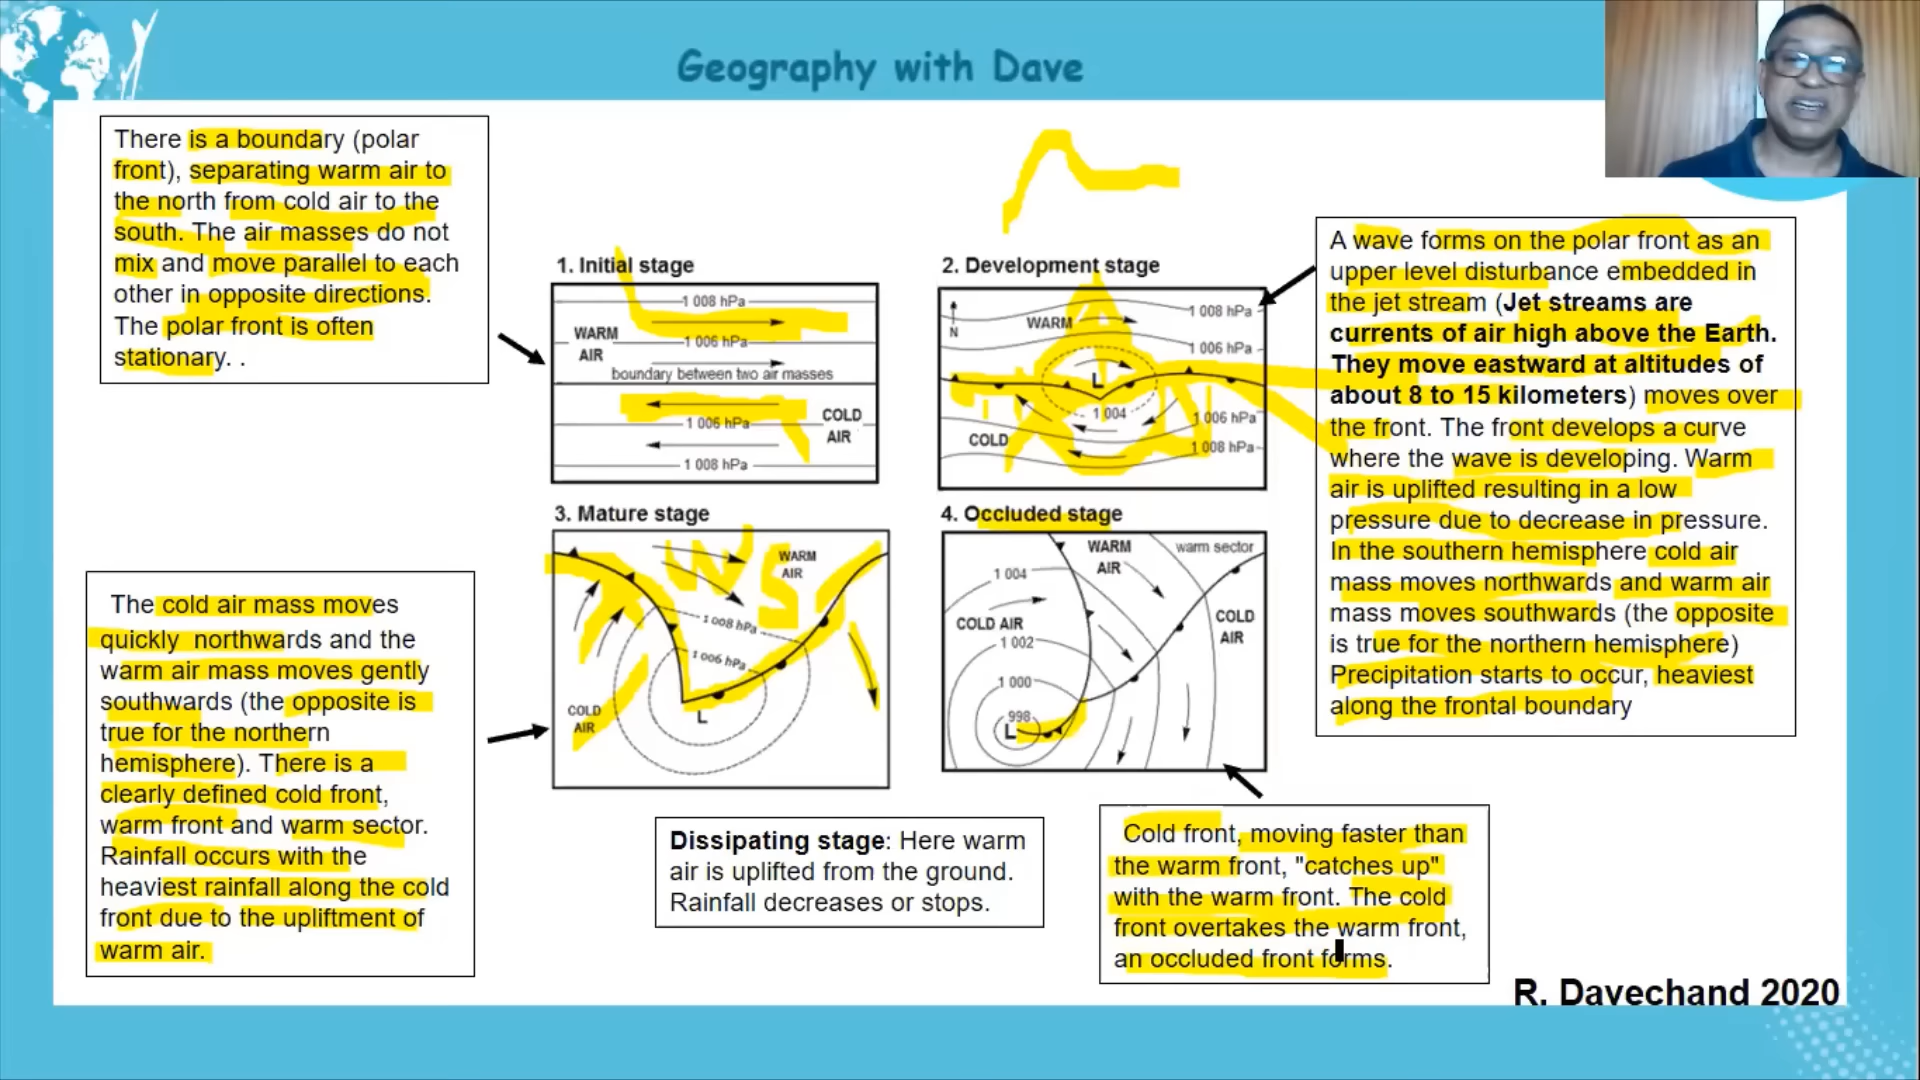 Geography with Dave
There is a boundary (polar
front), separating warm air to
the north from cold air to the
south. The air masses do not
mix and move parallel to each
other in opposite directions.
The polar front is often
stationary. .
1. Initial stage
1 008 hPa
WARM
AIR
1 006 hPa
boundary between two air masses
COLD
AIR
1 006 hPa
1 008 hPa
2. Development stage
N
WARM
1 008 hPa
1 006 hPa
L
1 004
1 006 hPa
COLD
1 008 hPa
A wave forms on the polar front as an
upper level disturbance embedded in
the jet stream (Jet streams are
currents of air high above the Earth.
They move eastward at altitudes of
about 8 to 15 kilometers) moves over
the front. The front develops a curve
where the wave is developing. Warm
air is uplifted resulting in a low
pressure due to decrease in pressure.
In the southern hemisphere cold air
mass moves northwards and warm air
mass moves southwards (the opposite
is true for the northern hemisphere)
Precipitation starts to occur, heaviest
along the frontal boundary
3. Mature stage
WARM
AIR
WS
1 008 hPa
1 006 hPa
COLD
AIR
L
4. Occluded stage
WARM
AIR
warm sector
1 004
COLD AIR
COLD
AIR
1 002
1 000
998
L
The cold air mass moves
quickly northwards and the
warm air mass moves gently
southwards (the opposite is
true for the northern
hemisphere). There is a
clearly defined cold front,
warm front and warm sector.
Rainfall occurs with the
heaviest rainfall along the cold
front due to the upliftment of
warm air.
Dissipating stage: Here warm
air is uplifted from the ground.
Rainfall decreases or stops.
Cold front, moving faster than
the warm front, "catches up"
with the warm front. The cold
front overtakes the warm front,
an occluded front forms.
R. Davechand 2020